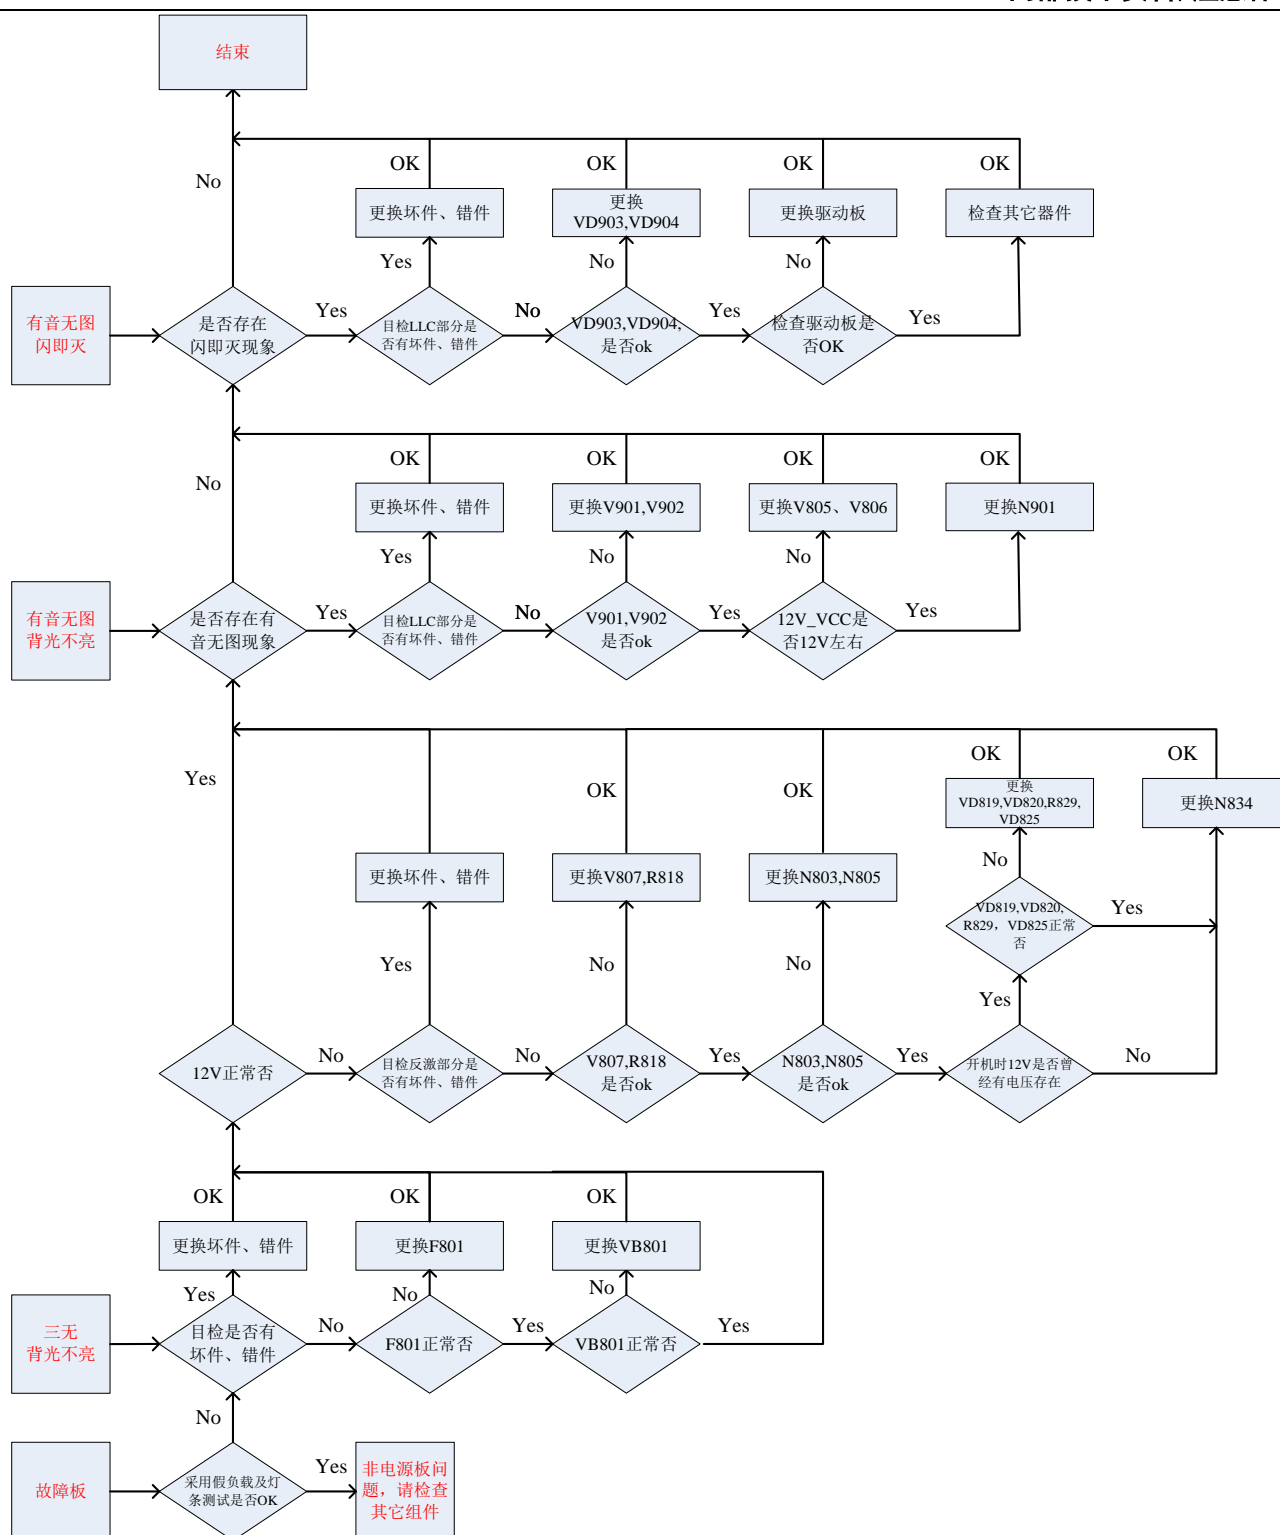 结束
No
OK
OK
OK
OK
更换坏件、错件
更换
VD903,VD904
更换驱动板
检查其它器件
Yes
No
No
有音无图
闪即灭
是否存在
闪即灭现象
Yes
目检LLC部分是
否有坏件、错件
No
VD903,VD904,
是否ok
Yes
检查驱动板是
否OK
Yes
No
OK
OK
OK
OK
更换坏件、错件
更换V901,V902
更换V805、V806
更换N901
Yes
No
No
有音无图
背光不亮
是否存在有
音无图现象
Yes
目检LLC部分是
否有坏件、错件
No
V901,V902
是否ok
Yes
12V_VCC是
否12V左右
Yes
Yes
OK
OK
OK
OK
更换
VD819,VD820,R829,
VD825
更换N834
更换坏件、错件
更换V807,R818
更换N803,N805
No
VD819,VD820,
R829，VD825正常
否
Yes
Yes
No
No
Yes
12V正常否
No
目检反激部分是
否有坏件、错件
No
V807,R818
是否ok
Yes
N803,N805
是否ok
Yes
开机时12V是否曾
经有电压存在
No
OK
OK
OK
更换坏件、错件
更换F801
更换VB801
Yes
No
No
三无
背光不亮
目检是否有
坏件、错件
No
F801正常否
Yes
VB801正常否
Yes
No
故障板
采用假负载及灯
条测试是否OK
Yes
非电源板问
题，请检查
其它组件